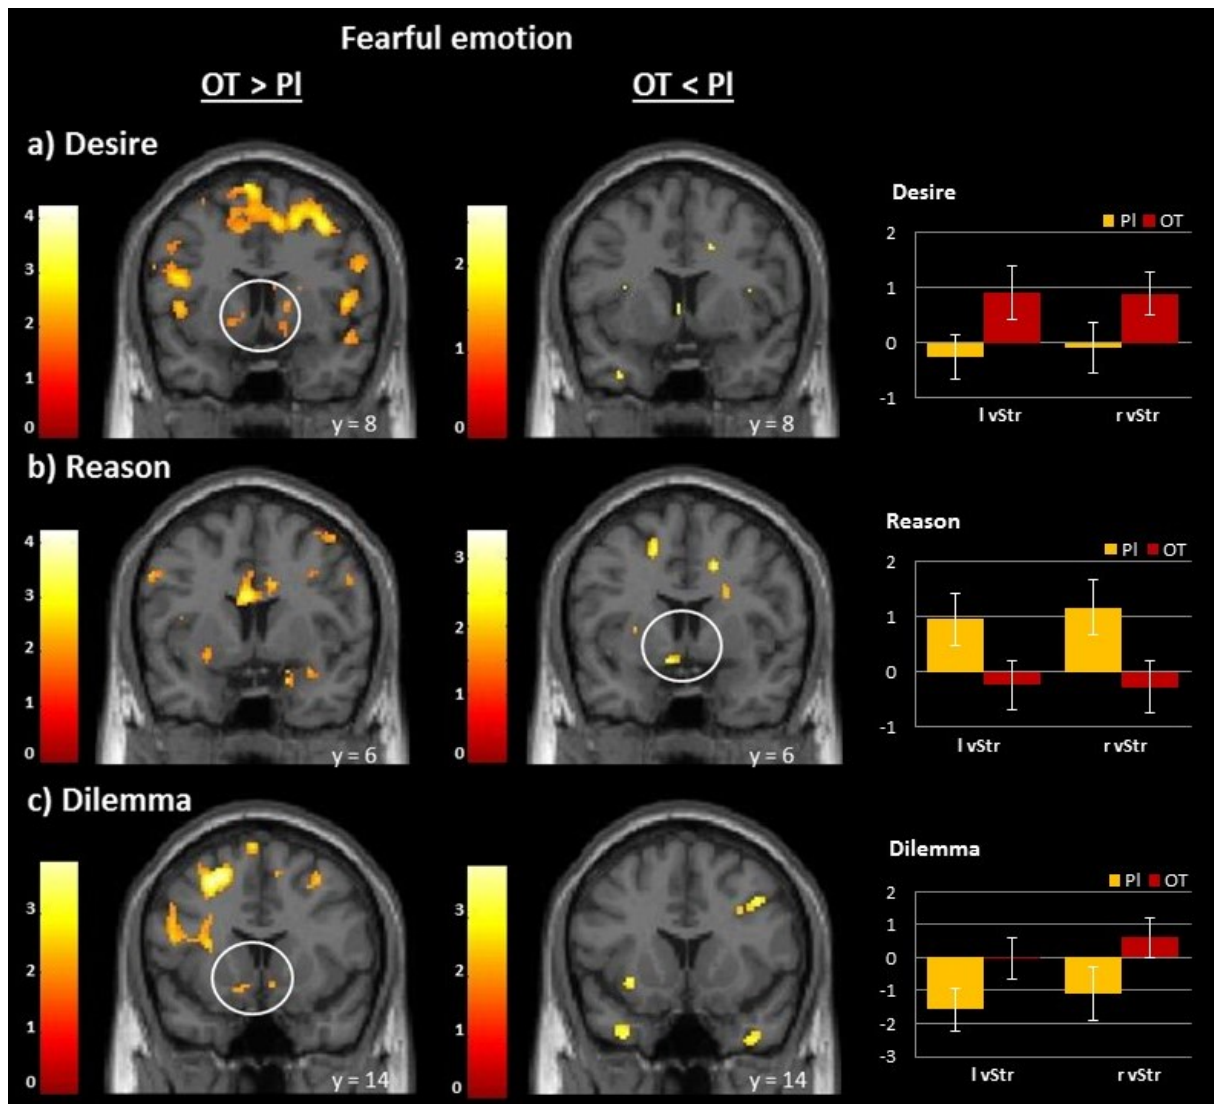 Fearful emotion
OT > Pl
OT < Pl
a) Desire
4
3
2
1
0
y = 8
2
1
0
y = 8
Desire
Pl OT
2
1
0
-1
l vStr r vStr
b) Reason
4
3
2
1
0
y = 6
3
2
1
0
y = 6
Reason
Pl OT
2
1
0
-1
l vStr r vStr
c) Dilemma
3
2
1
0
y = 14
3
2
1
0
y = 14
Dilemma
Pl OT
2
1
0
-1
-2
-3
l vStr r vStr